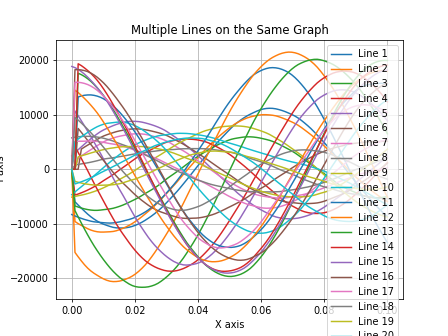 Multiple Lines on the Same Graph
20000
10000
0
−10000
−20000
0.00
0.02
0.04
0.06
X axis
Line 1
Line 2
Line 3
Line 4
Line 5
Line 6
Line 7
Line 8
Line 9
Line 10
Line 11
Line 12
Line 13
Line 14
Line 15
Line 16
Line 17
Line 18
Line 19
Line 20